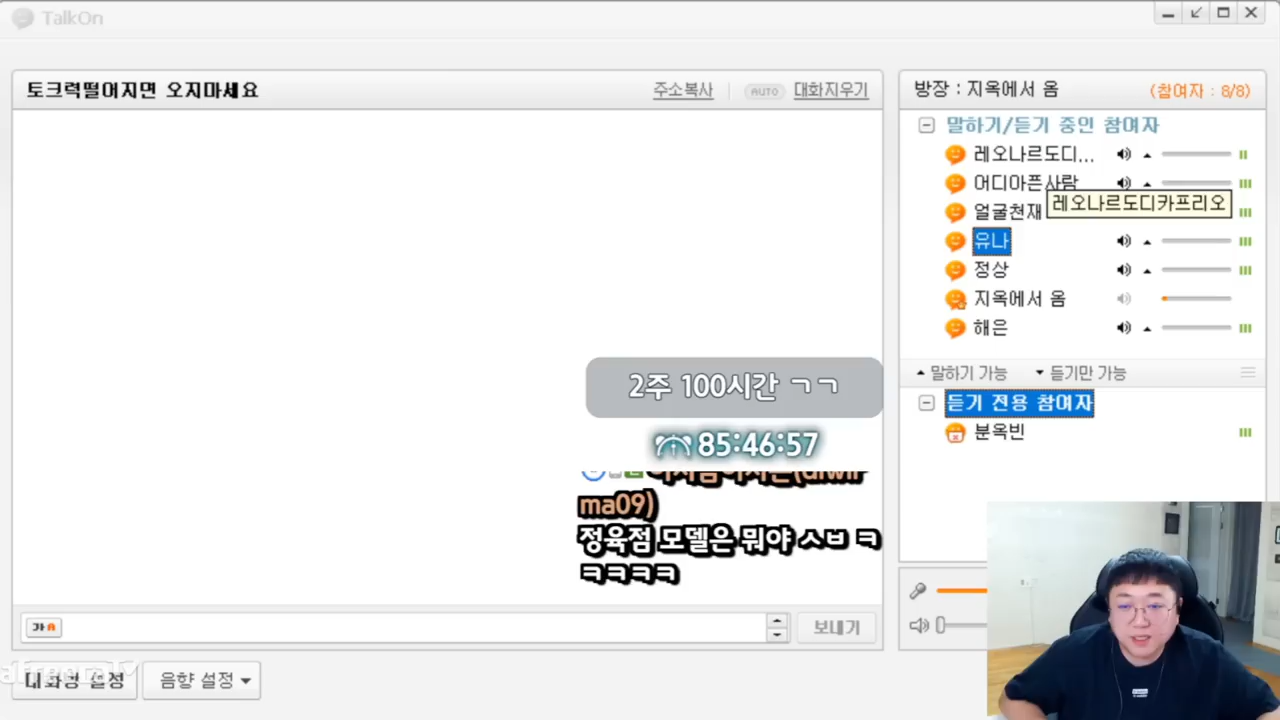 TalkOn
토크력떨어지면 오지마세요
주소복사
AUTO
대화지우기
방장 : 지옥에서 옴
(참여자 : 8/8)
말하기/듣기 중인 참여자
레오나르도디...
어디아픈사람
레오나르도디카프리오
얼굴천재
유나
정상
지옥에서 옴
해은
말하기 가능
듣기만 가능
듣기 전용 참여자
분옥빈
2주 100시간 ㄱㄱ
85:46:57
ma09)
정육점 모델은 뭐야 ㅅㅂ ㅋ
ㅋㅋㅋㅋ
가A
보내기
afreecaTV
대화명 설정
음향 설정